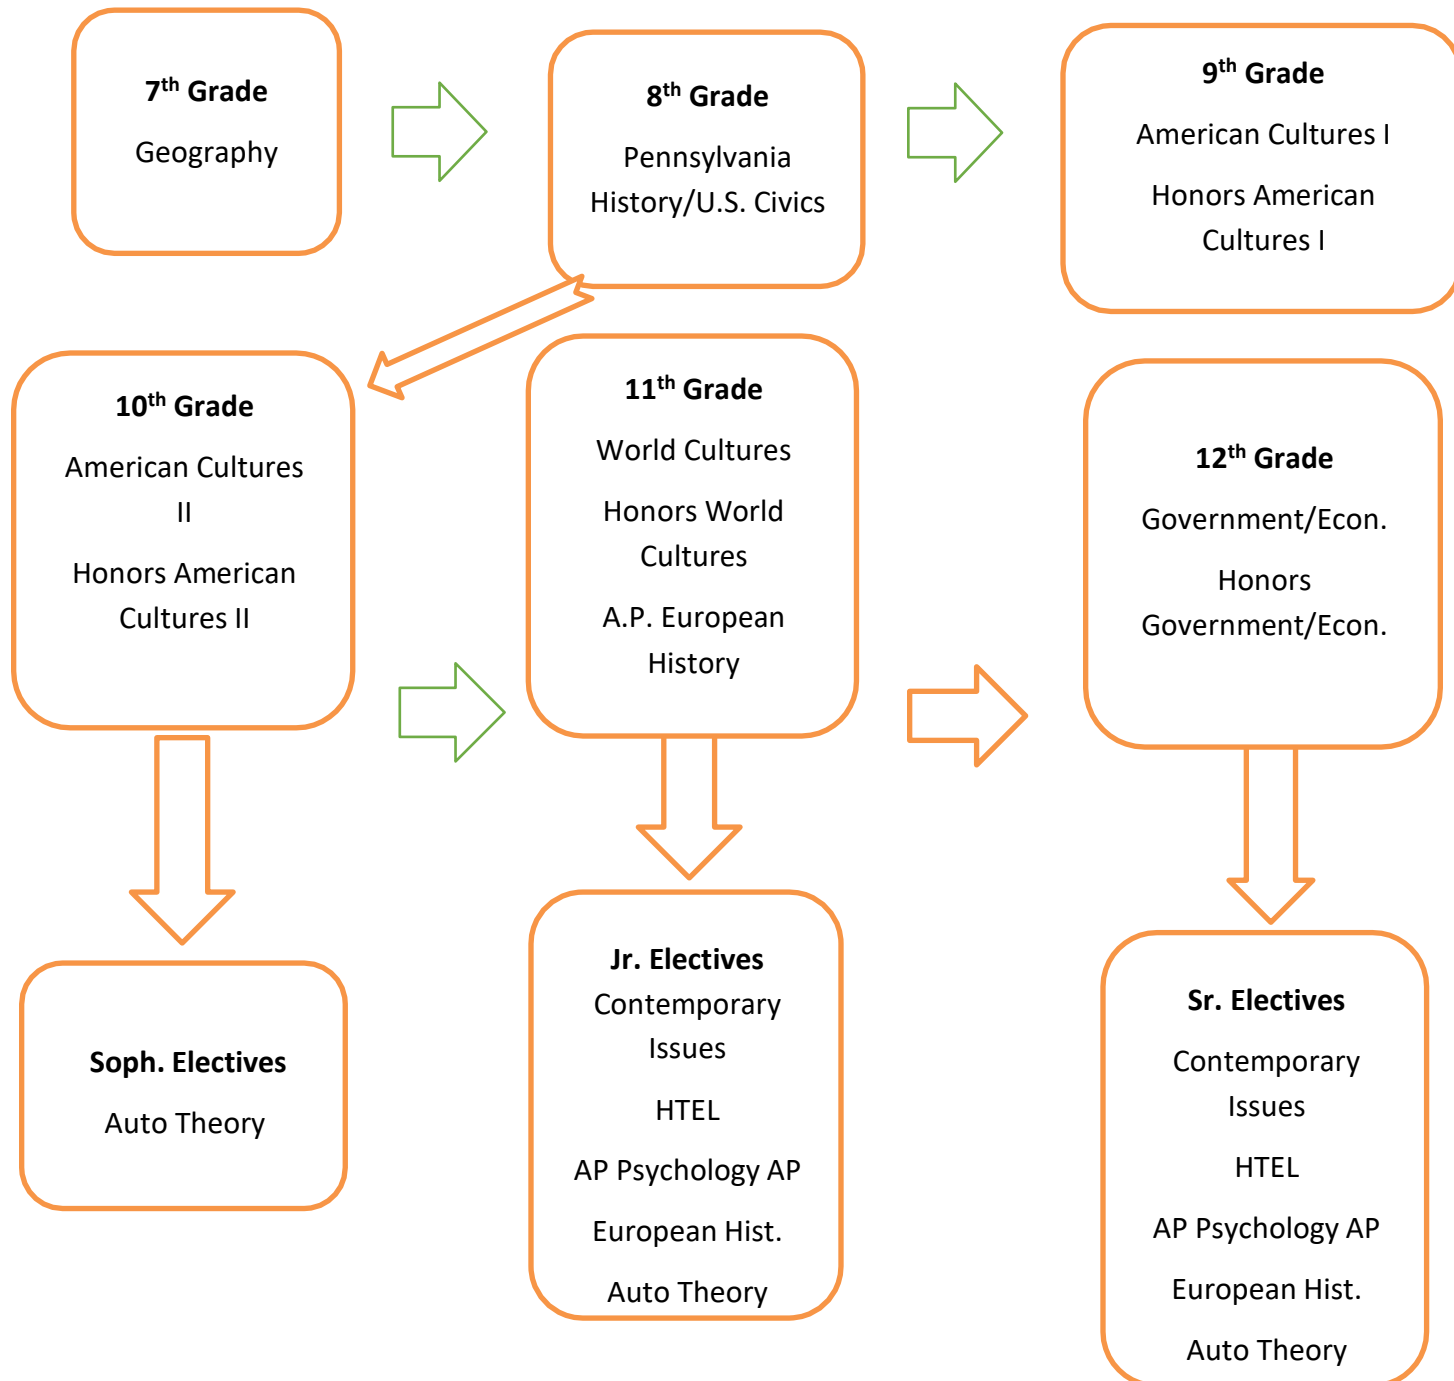 7th Grade
Geography
8th Grade
Pennsylvania
History/U.S. Civics
9th Grade
American Cultures I
Honors American
Cultures I
10th Grade
American Cultures
II
Honors American
Cultures II
11th Grade
World Cultures
Honors World
Cultures
A.P. European
History
12th Grade
Government/Econ.
Honors
Government/Econ.
Soph. Electives
Auto Theory
Jr. Electives
Contemporary
Issues
HTEL
AP Psychology AP
European Hist.
Auto Theory
Sr. Electives
Contemporary
Issues
HTEL
AP Psychology AP
European Hist.
Auto Theory